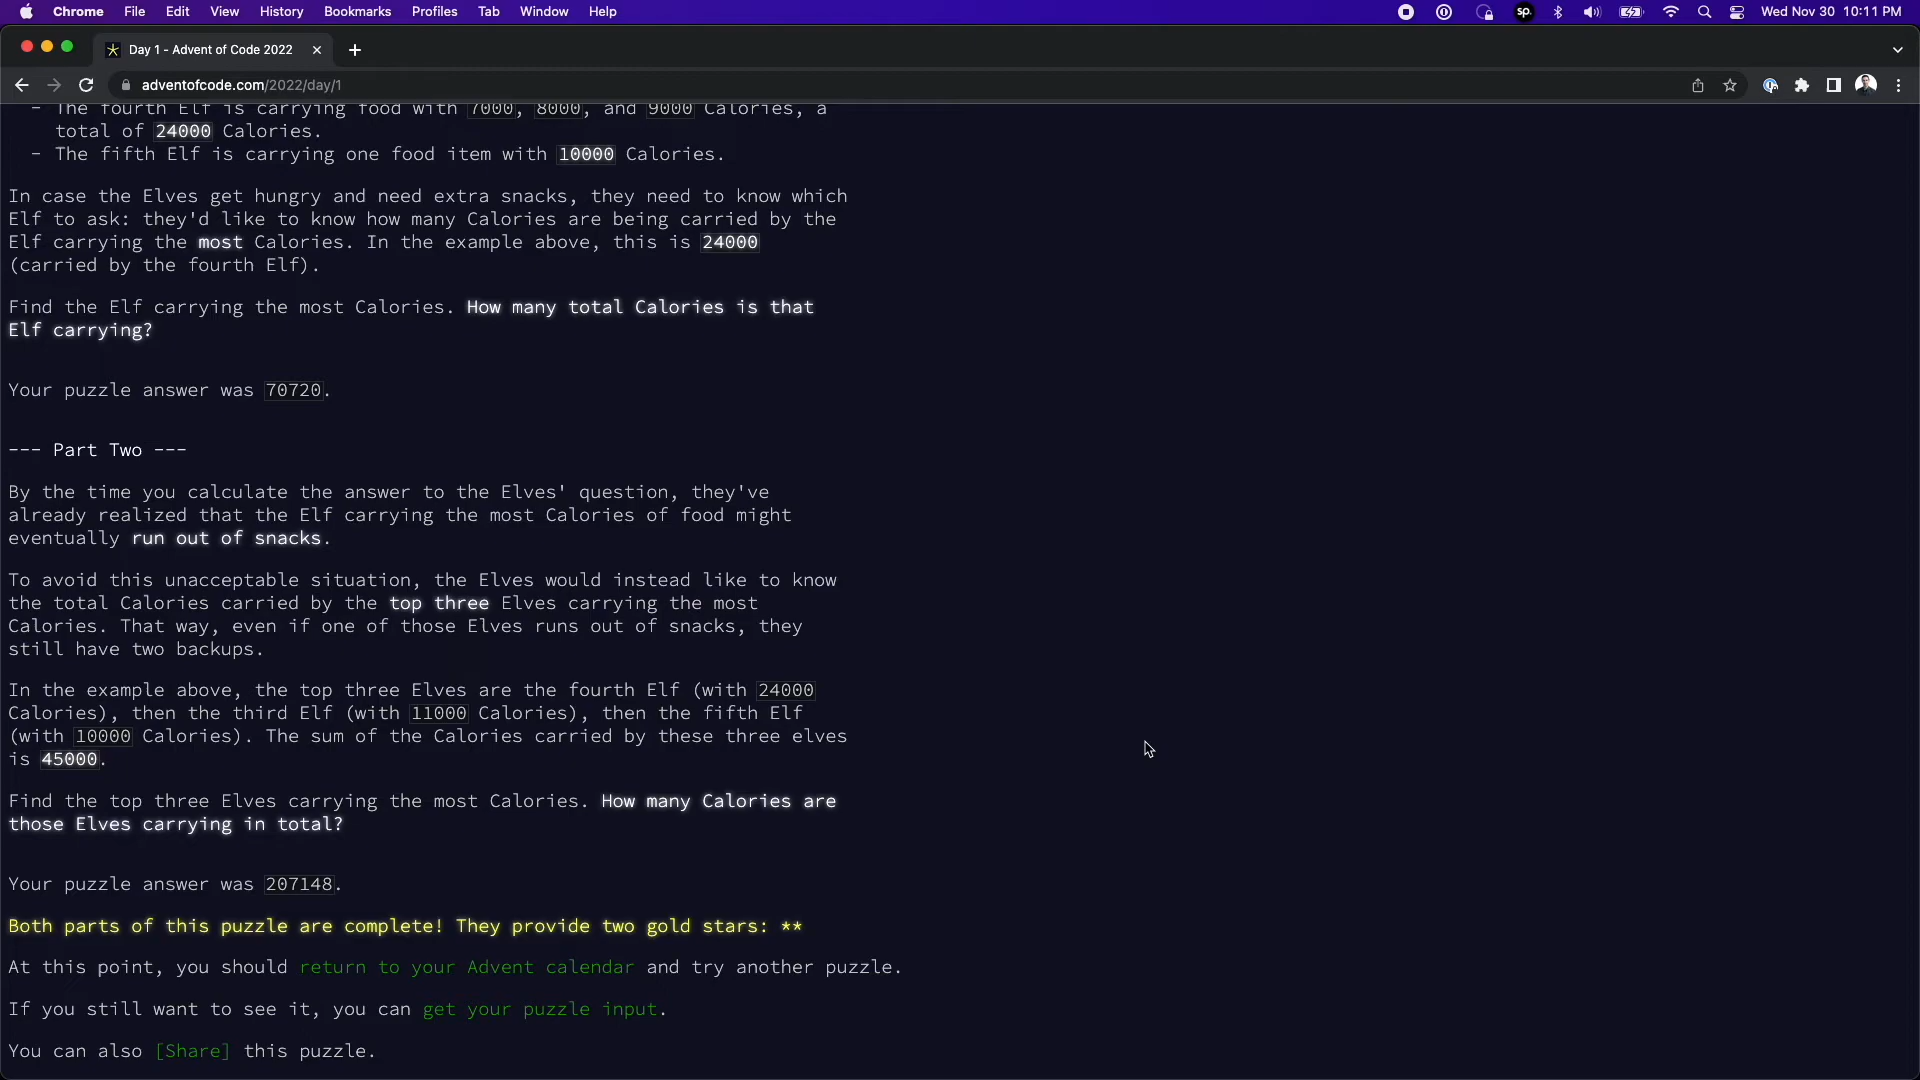 Chrome File Edit View History Bookmarks Profiles Tab Window Help sp. Wed Nov 30 10:11 PM
Day 1 - Advent of Code 2022
adventofcode.com/2022/day/1
- The fourth Elf is carrying food with 7000, 8000, and 9000 Calories, a
total of 24000 Calories.
- The fifth Elf is carrying one food item with 10000 Calories.
In case the Elves get hungry and need extra snacks, they need to know which
Elf to ask: they'd like to know how many Calories are being carried by the
Elf carrying the most Calories. In the example above, this is 24000
(carried by the fourth Elf).
Find the Elf carrying the most Calories. How many total Calories is that
Elf carrying?
Your puzzle answer was 70720.
--- Part Two ---
By the time you calculate the answer to the Elves' question, they've
already realized that the Elf carrying the most Calories of food might
eventually run out of snacks.
To avoid this unacceptable situation, the Elves would instead like to know
the total Calories carried by the top three Elves carrying the most
Calories. That way, even if one of those Elves runs out of snacks, they
still have two backups.
In the example above, the top three Elves are the fourth Elf (with 24000
Calories), then the third Elf (with 11000 Calories), then the fifth Elf
(with 10000 Calories). The sum of the Calories carried by these three elves
is 45000.
Find the top three Elves carrying the most Calories. How many Calories are
those Elves carrying in total?
Your puzzle answer was 207148.
Both parts of this puzzle are complete! They provide two gold stars: **
At this point, you should return to your Advent calendar and try another puzzle.
If you still want to see it, you can get your puzzle input.
You can also [Share] this puzzle.